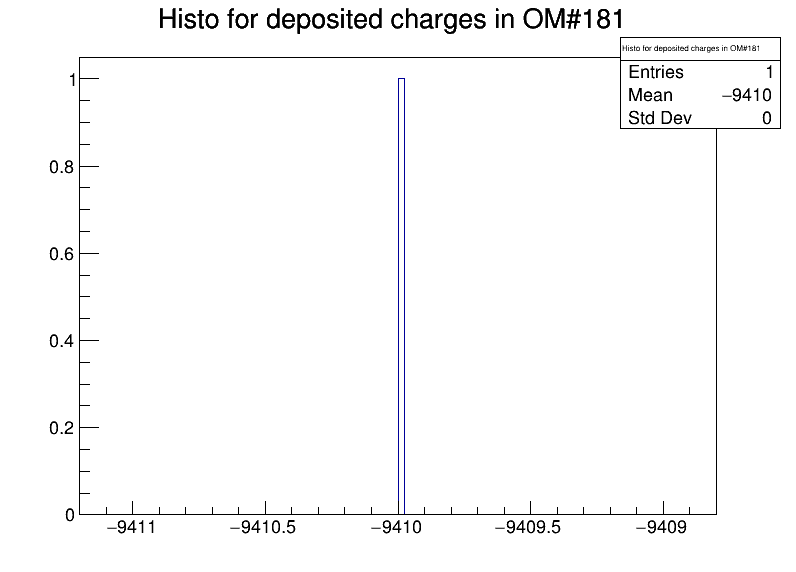 Histo for deposited charges in OM#181
Histo for deposited charges in OM#181
Entries 1
Mean −9410
Std Dev 0
1
0.8
0.6
0.4
0.2
0
−9411 −9410.5 −9410 −9409.5 −9409